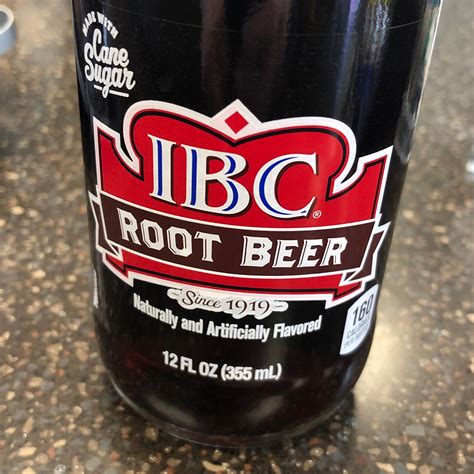 MADE WITH
Cane
Sugar
IBC®
ROOT BEER
Since 1919
Naturally and Artificially Flavored
12 FL OZ (355 mL)
160
CALORIES